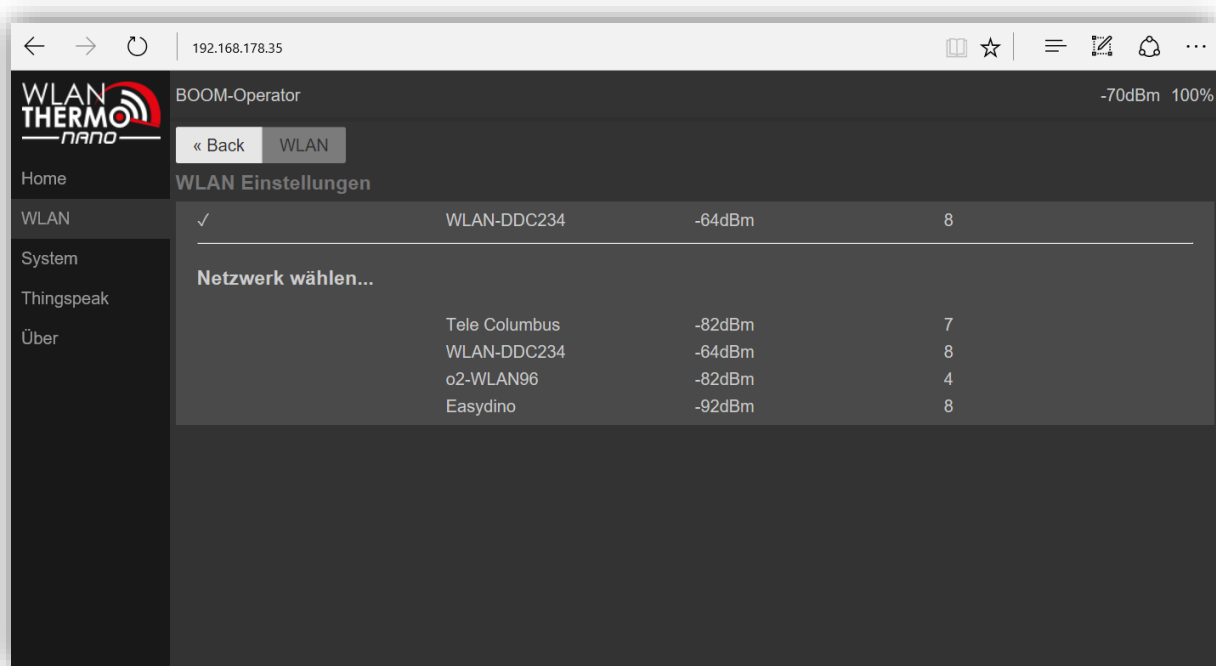 192.168.178.35
WLAN
THERMO
NANO
BOOM-Operator -70dBm 100%
« Back WLAN
WLAN Einstellungen
Home
WLAN
System
Thingspeak
Über
✓ WLAN-DDC234 -64dBm 8
Netzwerk wählen...
Tele Columbus -82dBm 7
WLAN-DDC234 -64dBm 8
o2-WLAN96 -82dBm 4
Easydino -92dBm 8